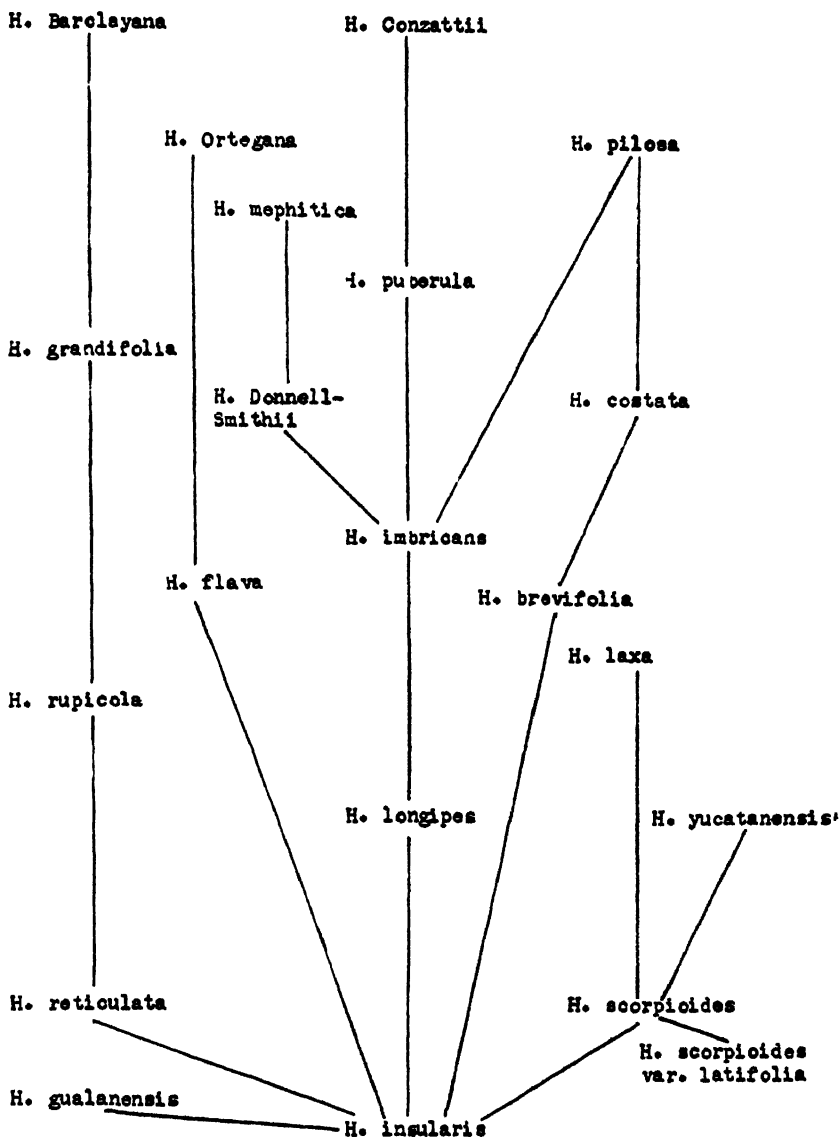 H. Barclayana
H. Conzattii
H. Ortegana
H. pilosa
H. mephitica
H. puberula
H. grandifolia
H. Donnell-
Smithii
H. costata
H. imbricans
H. flava
H. brevifolia
H. laxa
H. rupicola
H. longipes
H. yucatanensis
H. reticulata
H. scorpioides
H. scorpioides
var. latifolia
H. gualanensis
H. insularis